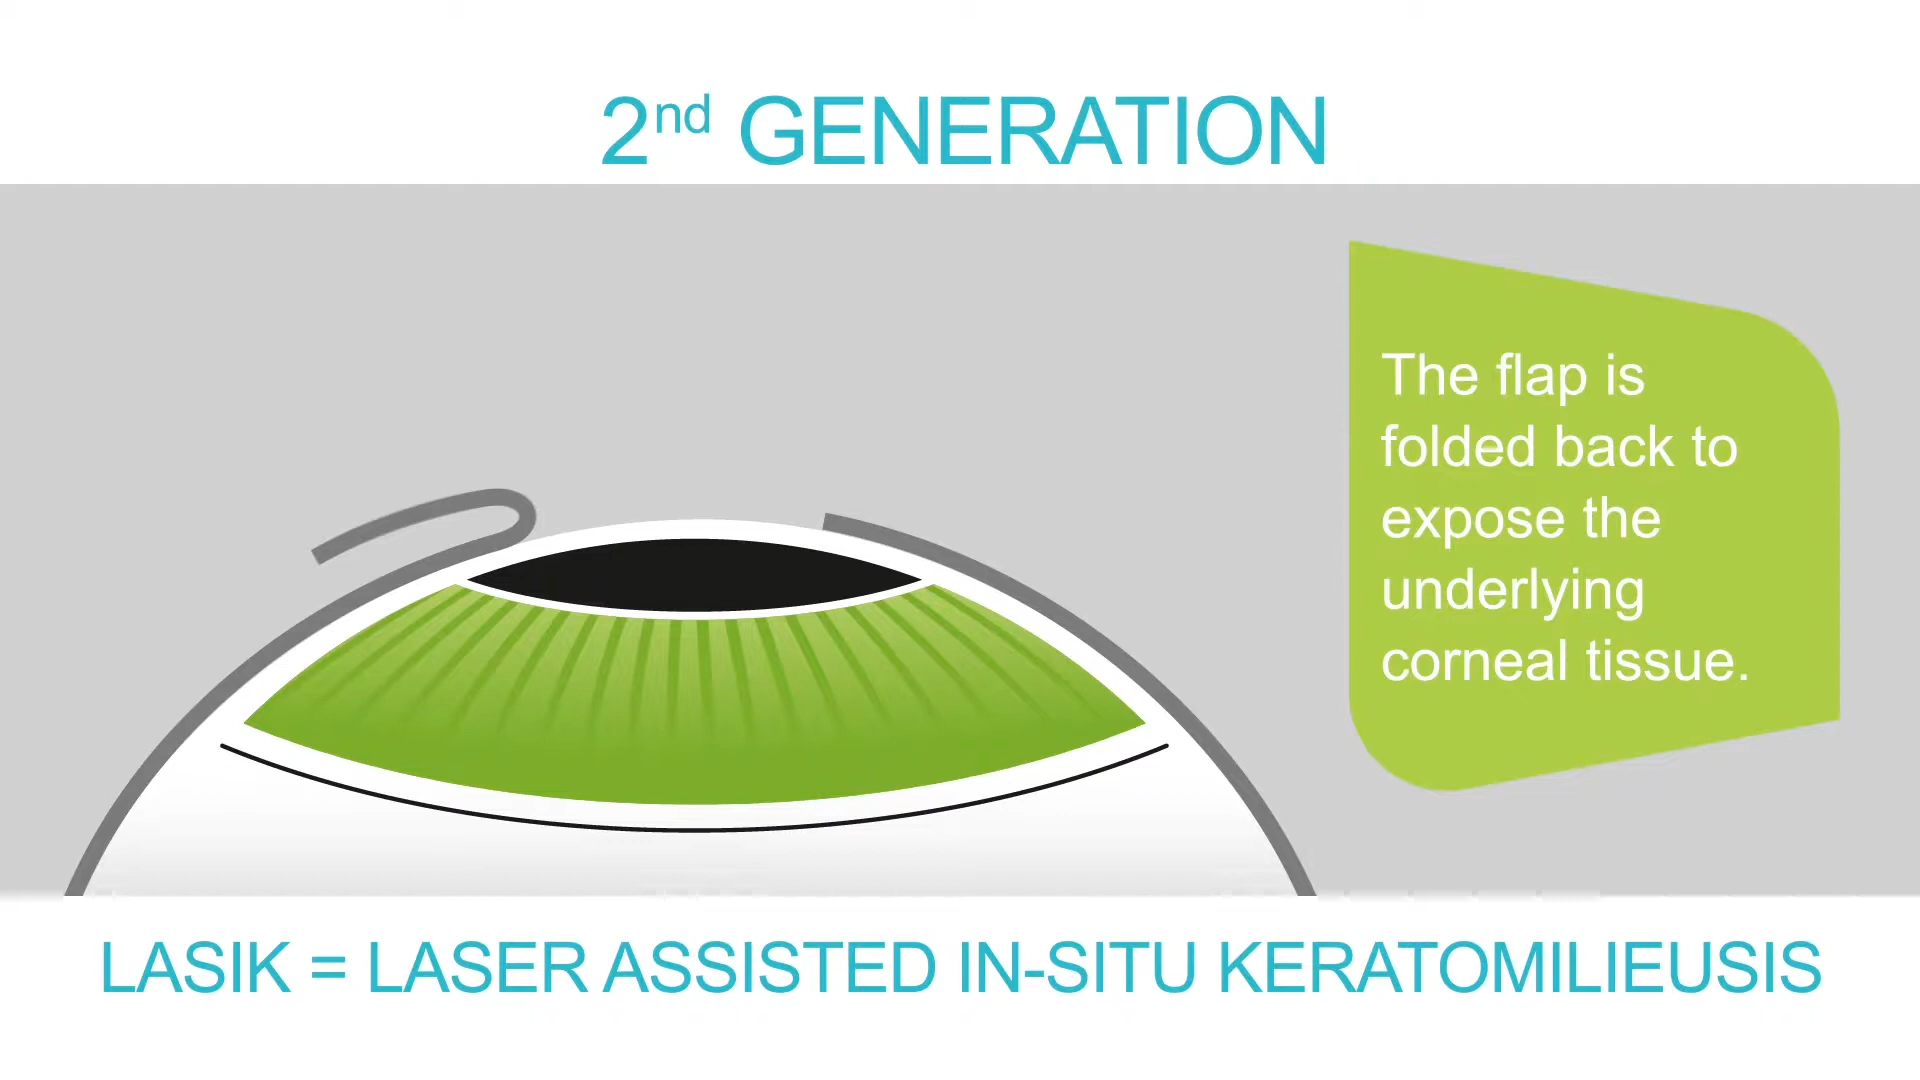 2nd GENERATION
The flap is
folded back to
expose the
underlying
corneal tissue.
LASIK = LASER ASSISTED IN-SITU KERATOMILIEUSIS